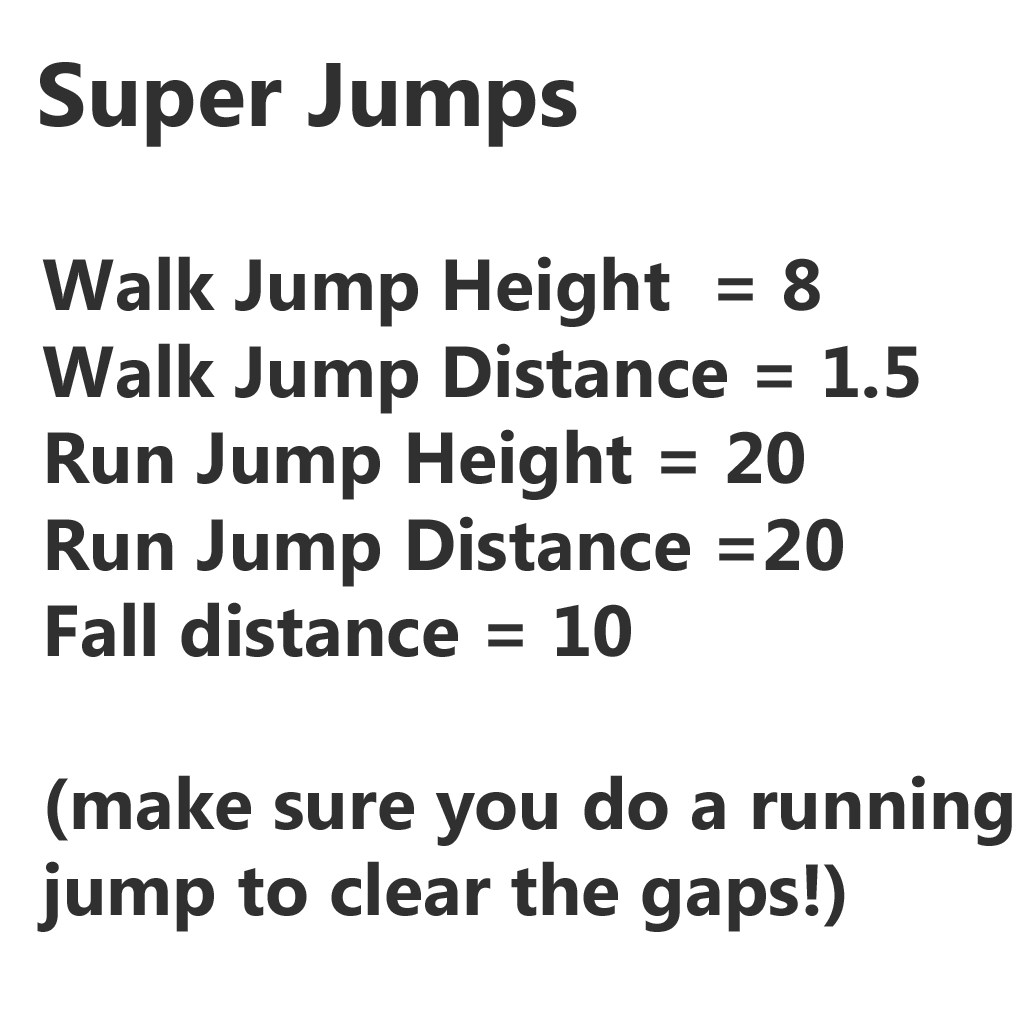 Super Jumps
Walk Jump Height  = 8
Walk Jump Distance = 1.5
Run Jump Height = 20
Run Jump Distance =20
Fall distance = 10
(make sure you do a running
jump to clear the gaps!)